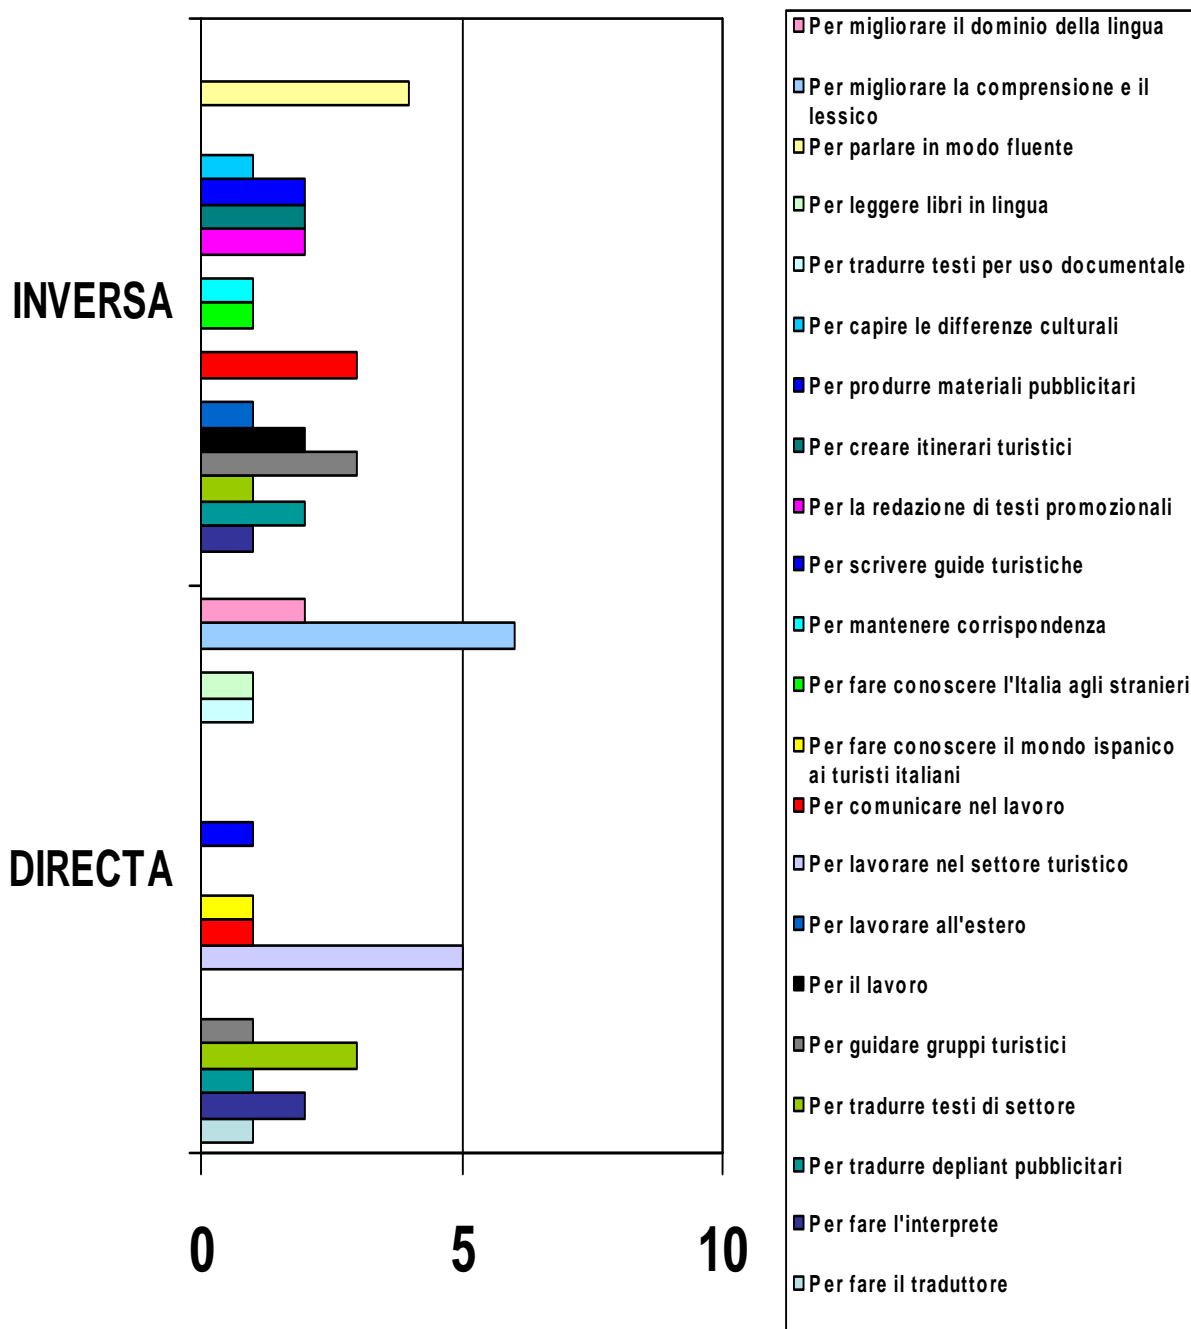 INVERSA
DIRECTA
0 5 10
Per migliorare il dominio della lingua
Per migliorare la comprensione e il
lessico
Per parlare in modo fluente
Per leggere libri in lingua
Per tradurre testi per uso documentale
Per capire le differenze culturali
Per produrre materiali pubblicitari
Per creare itinerari turistici
Per la redazione di testi promozionali
Per scrivere guide turistiche
Per mantenere corrispondenza
Per fare conoscere l'Italia agli stranieri
Per fare conoscere il mondo ispanico
ai turisti italiani
Per comunicare nel lavoro
Per lavorare nel settore turistico
Per lavorare all'estero
Per il lavoro
Per guidare gruppi turistici
Per tradurre testi di settore
Per tradurre depliant pubblicitari
Per fare l'interprete
Per fare il traduttore